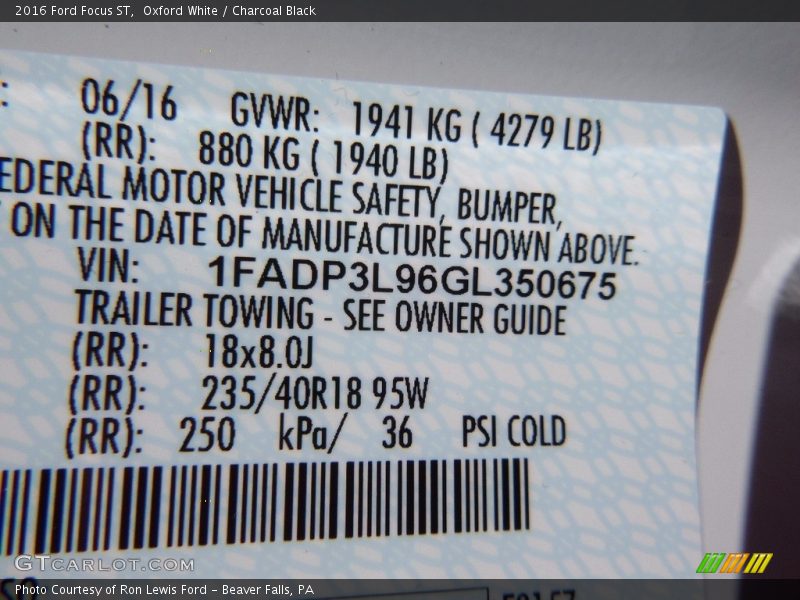 2016 Ford Focus ST,  Oxford White / Charcoal Black
06/16 GVWR: 1941 KG ( 4279 LB)
(RR): 880 KG ( 1940 LB)
EDERAL MOTOR VEHICLE SAFETY, BUMPER,
ON THE DATE OF MANUFACTURE SHOWN ABOVE.
VIN: 1FADP3L96GL350675
TRAILER TOWING - SEE OWNER GUIDE
(RR): 18x8.0J
(RR): 235/40R18 95W
(RR): 250 kPa/ 36 PSI COLD
GTCARLOT.COM
Photo Courtesy of Ron Lewis Ford - Beaver Falls, PA